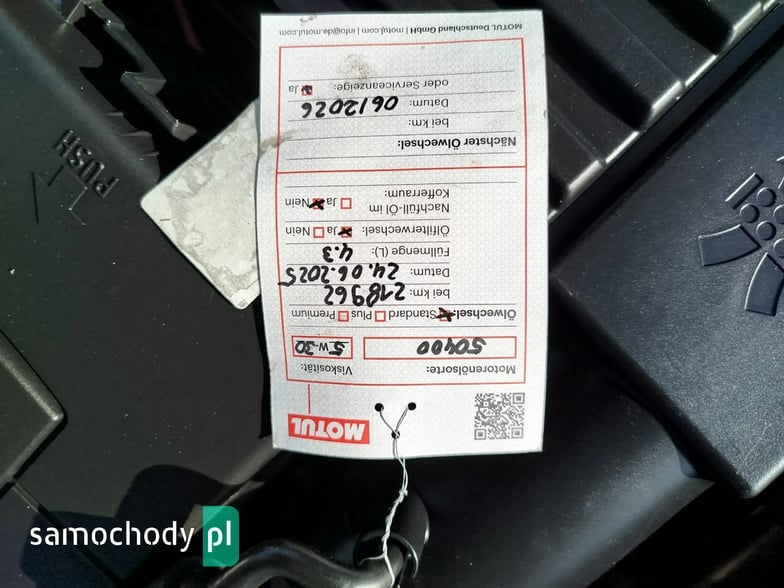 MOTUL
Motorenölsorte: Viskosität:
50400 5W-30
Ölwechsel: Standard Plus Premium
bei km: 218962
Datum: 24.06.2025
Füllmenge (L): 4.3
Ölfilterwechsel: Ja Nein
Nachfüll-Öl im
Kofferraum: Ja Nein
Nächster Ölwechsel:
bei km:
Datum: 06/2026
oder Serviceanzeige: Ja
MOTUL Deutschland GmbH | motul.com | info@de.motul.com
PUSH
samochody pl